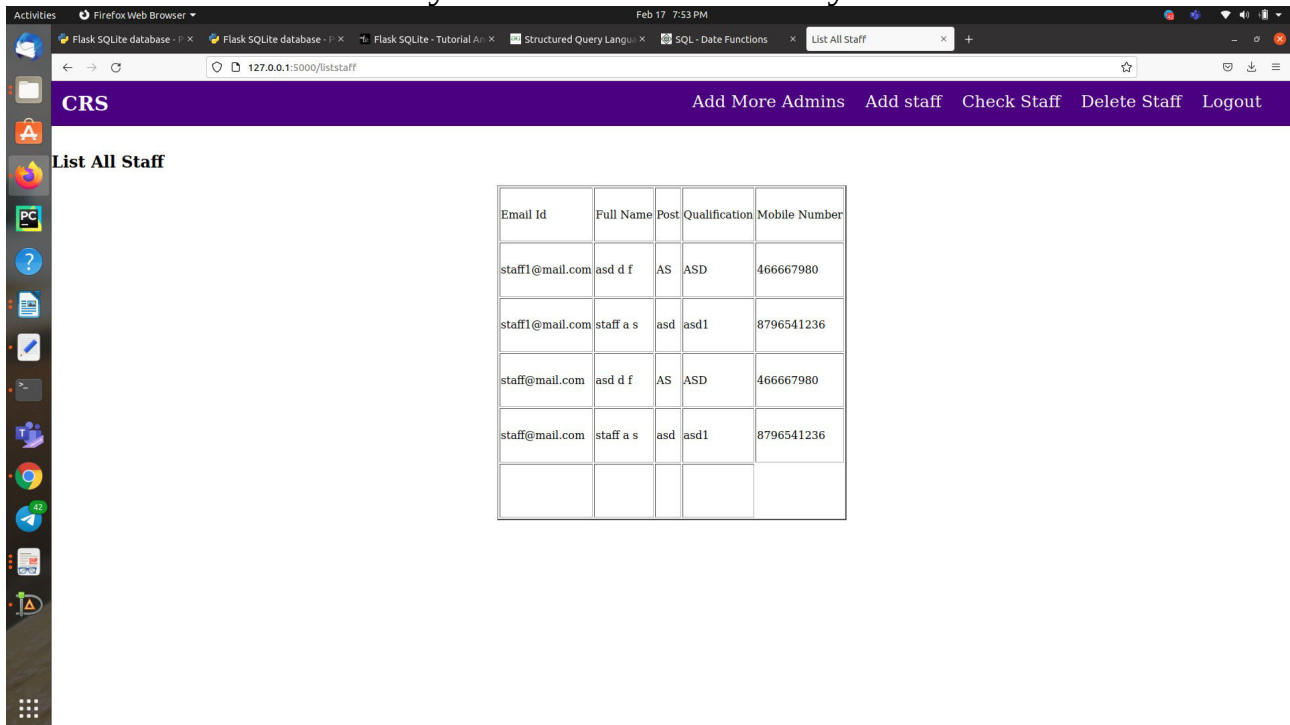 Activities Firefox Web Browser Feb 17 7:53 PM
Flask SQLite database - P Flask SQLite database - P Flask SQLite - Tutorial An Structured Query Langua SQL - Date Functions List All Staff
127.0.0.1:5000/liststaff
CRS Add More Admins Add staff Check Staff Delete Staff Logout
List All Staff
Email Id Full Name Post Qualification Mobile Number
staff1@mail.com asd d f AS ASD 466667980
staff1@mail.com staff a s asd asd1 8796541236
staff@mail.com asd d f AS ASD 466667980
staff@mail.com staff a s asd asd1 8796541236
PC
42